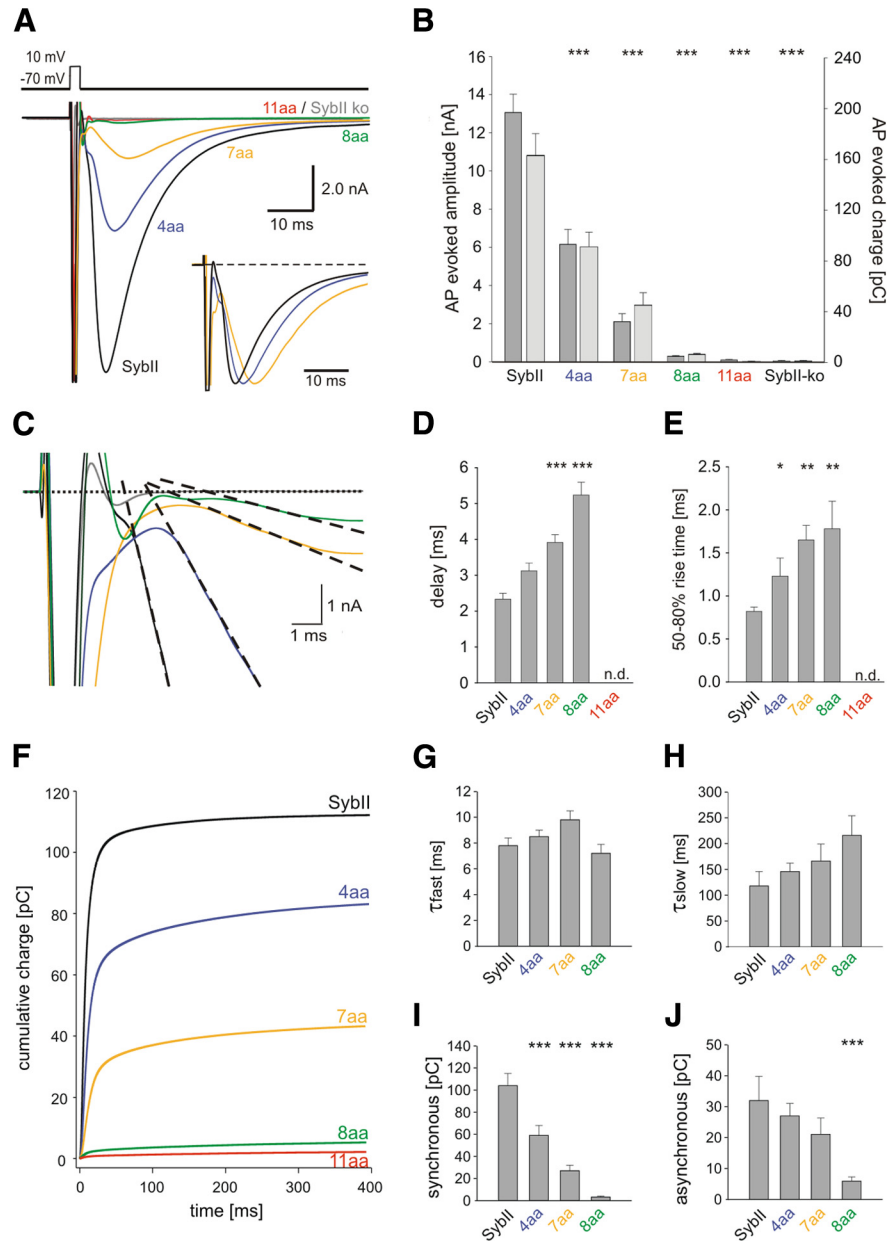 A
10 mV
-70 mV
11aa / SybII ko
8aa
7aa
4aa
SybII
2.0 nA
10 ms
10 ms
B
AP evoked amplitude [nA]
16
14
12
10
8
6
4
2
0
*** *** *** *** ***
240
200
160
120
80
40
0
AP evoked charge [pC]
SybII 4aa 7aa 8aa 11aa SybII-ko
C
1 nA
1 ms
D
delay [ms]
6
5
4
3
2
1
0
*** ***
n.d.
SybII 4aa 7aa 8aa 11aa
E
50-80% rise time [ms]
2.5
2.0
1.5
1.0
0.5
0.0
* ** **
n.d.
SybII 4aa 7aa 8aa 11aa
F
cumulative charge [pC]
120
100
80
60
40
20
0
SybII
4aa
7aa
8aa
11aa
0 100 200 300 400
time [ms]
G
τfast [ms]
12
10
8
6
4
2
0
SybII 4aa 7aa 8aa
H
τslow [ms]
300
250
200
150
100
50
0
SybII 4aa 7aa 8aa
I
synchronous [pC]
140
120
100
80
60
40
20
0
*** *** ***
SybII 4aa 7aa 8aa
J
asynchronous [pC]
50
40
30
20
10
0
***
SybII 4aa 7aa 8aa